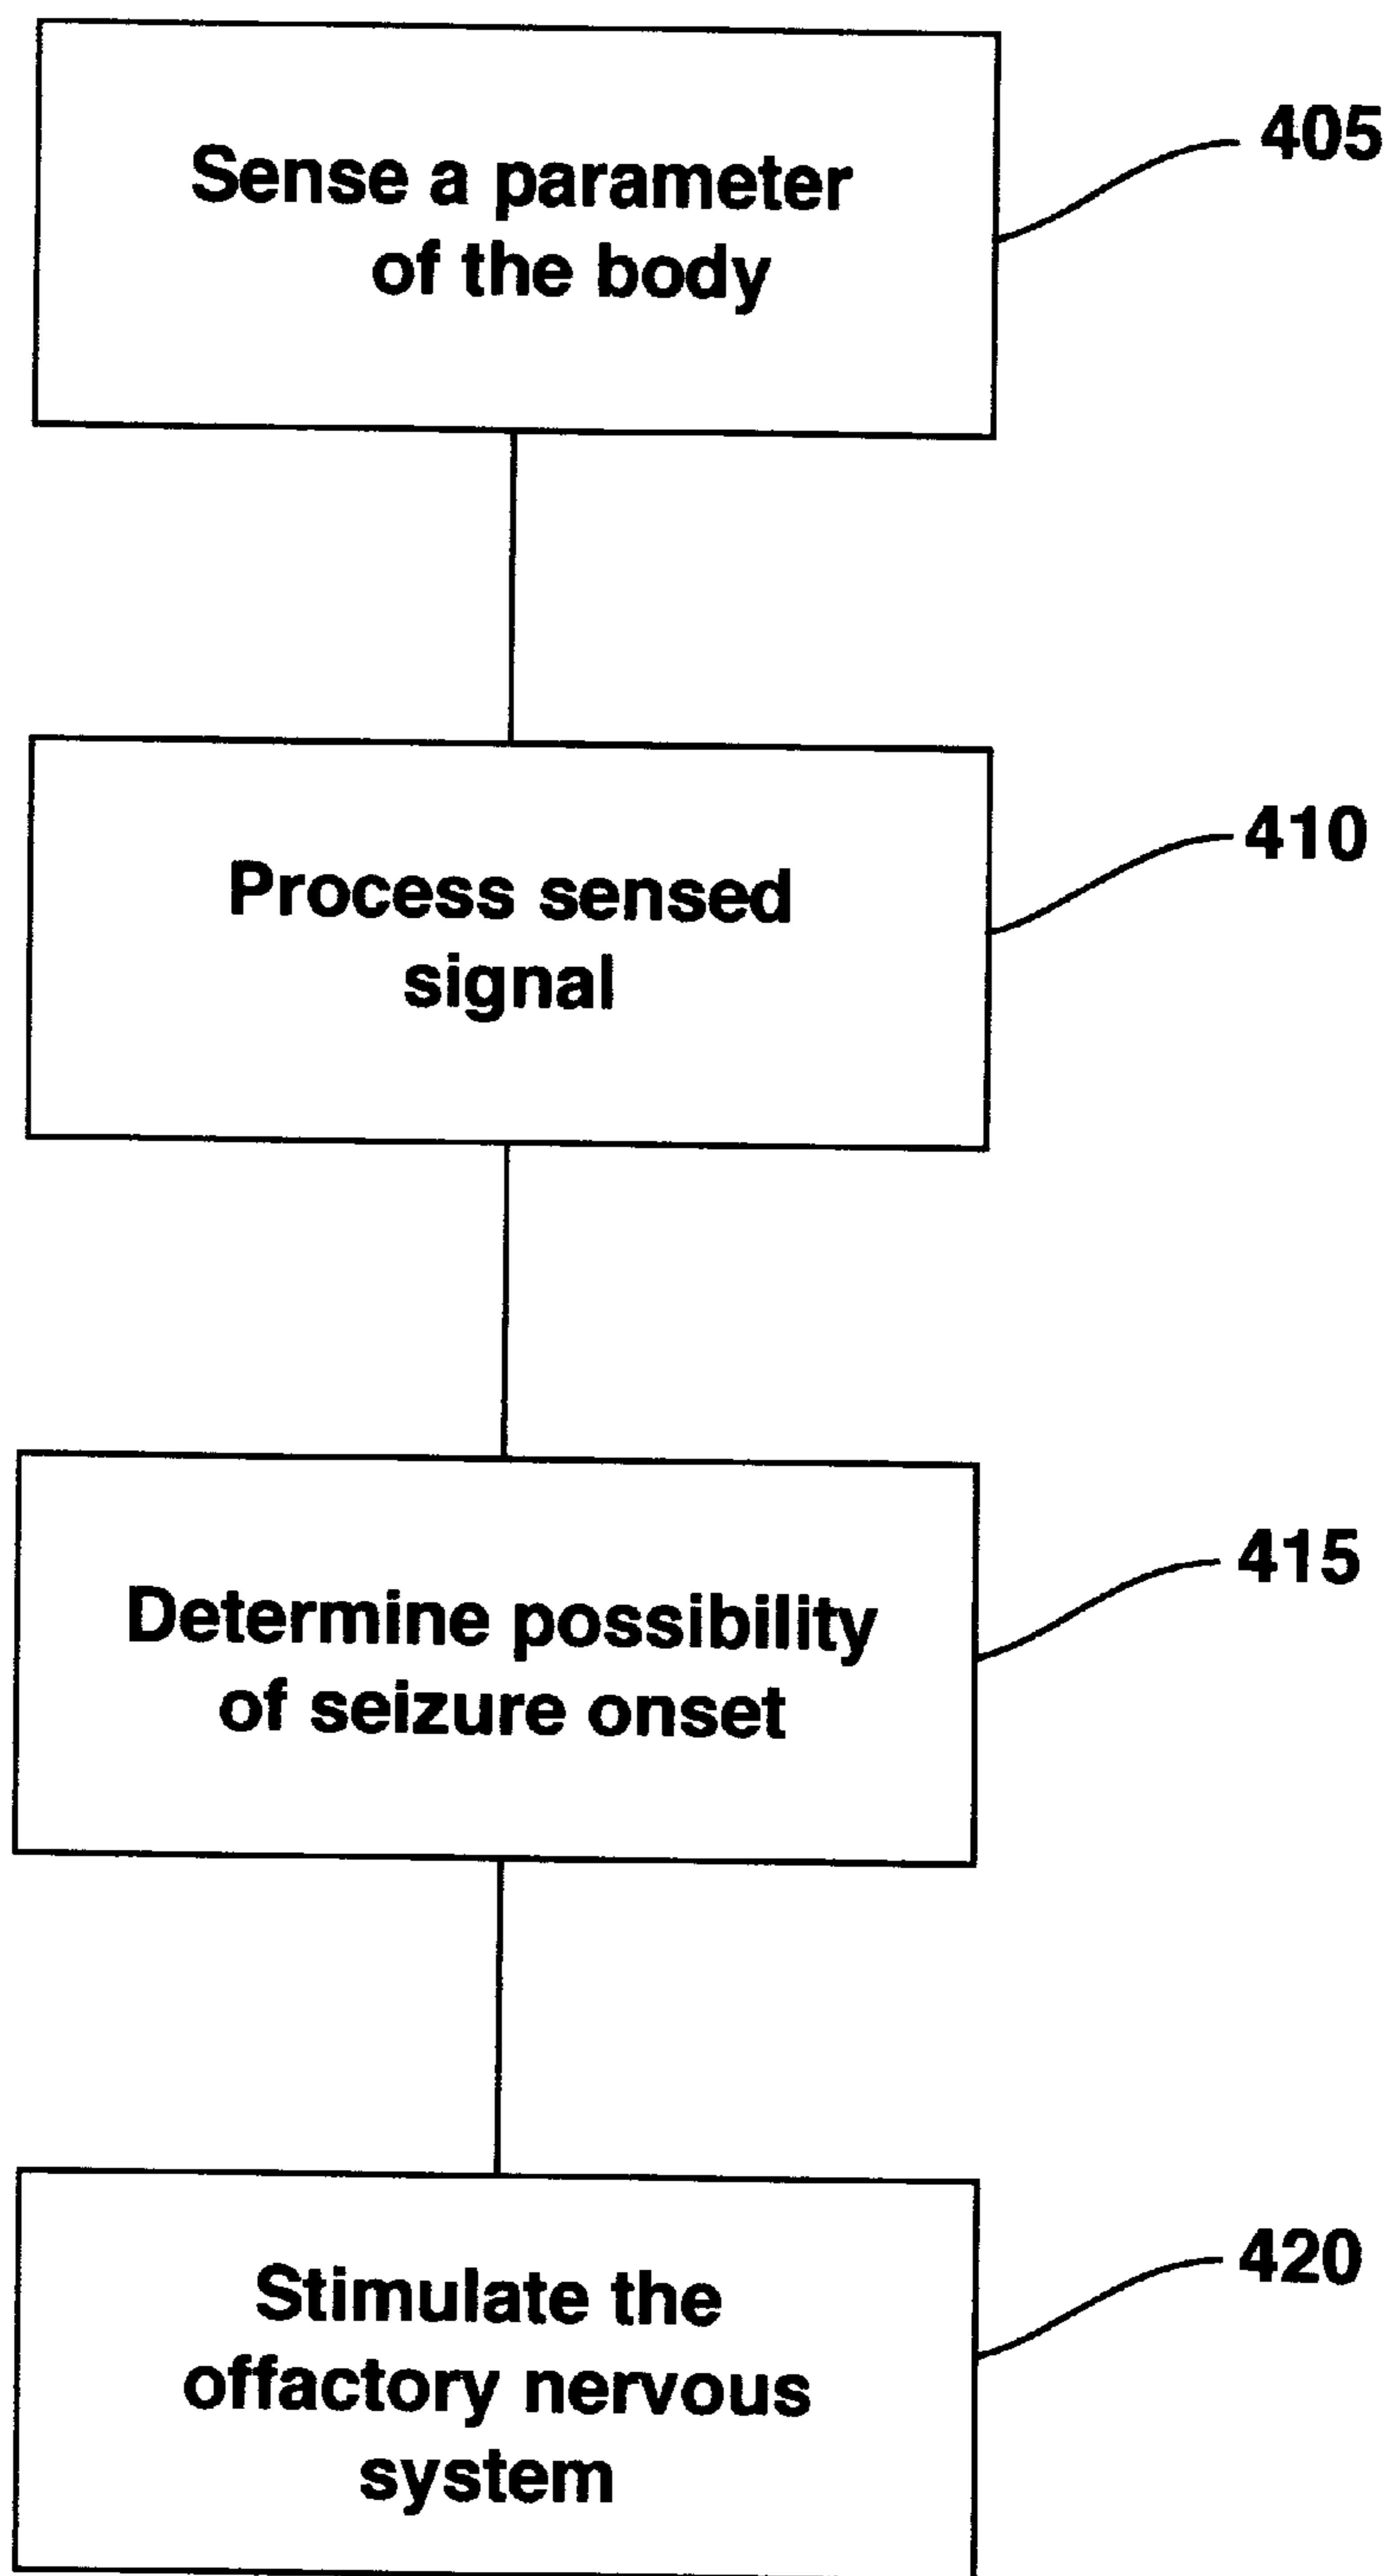 Sense a parameter
of the body
405
Process sensed
signal
410
Determine possibility
of seizure onset
415
Stimulate the
offactory nervous
system
420